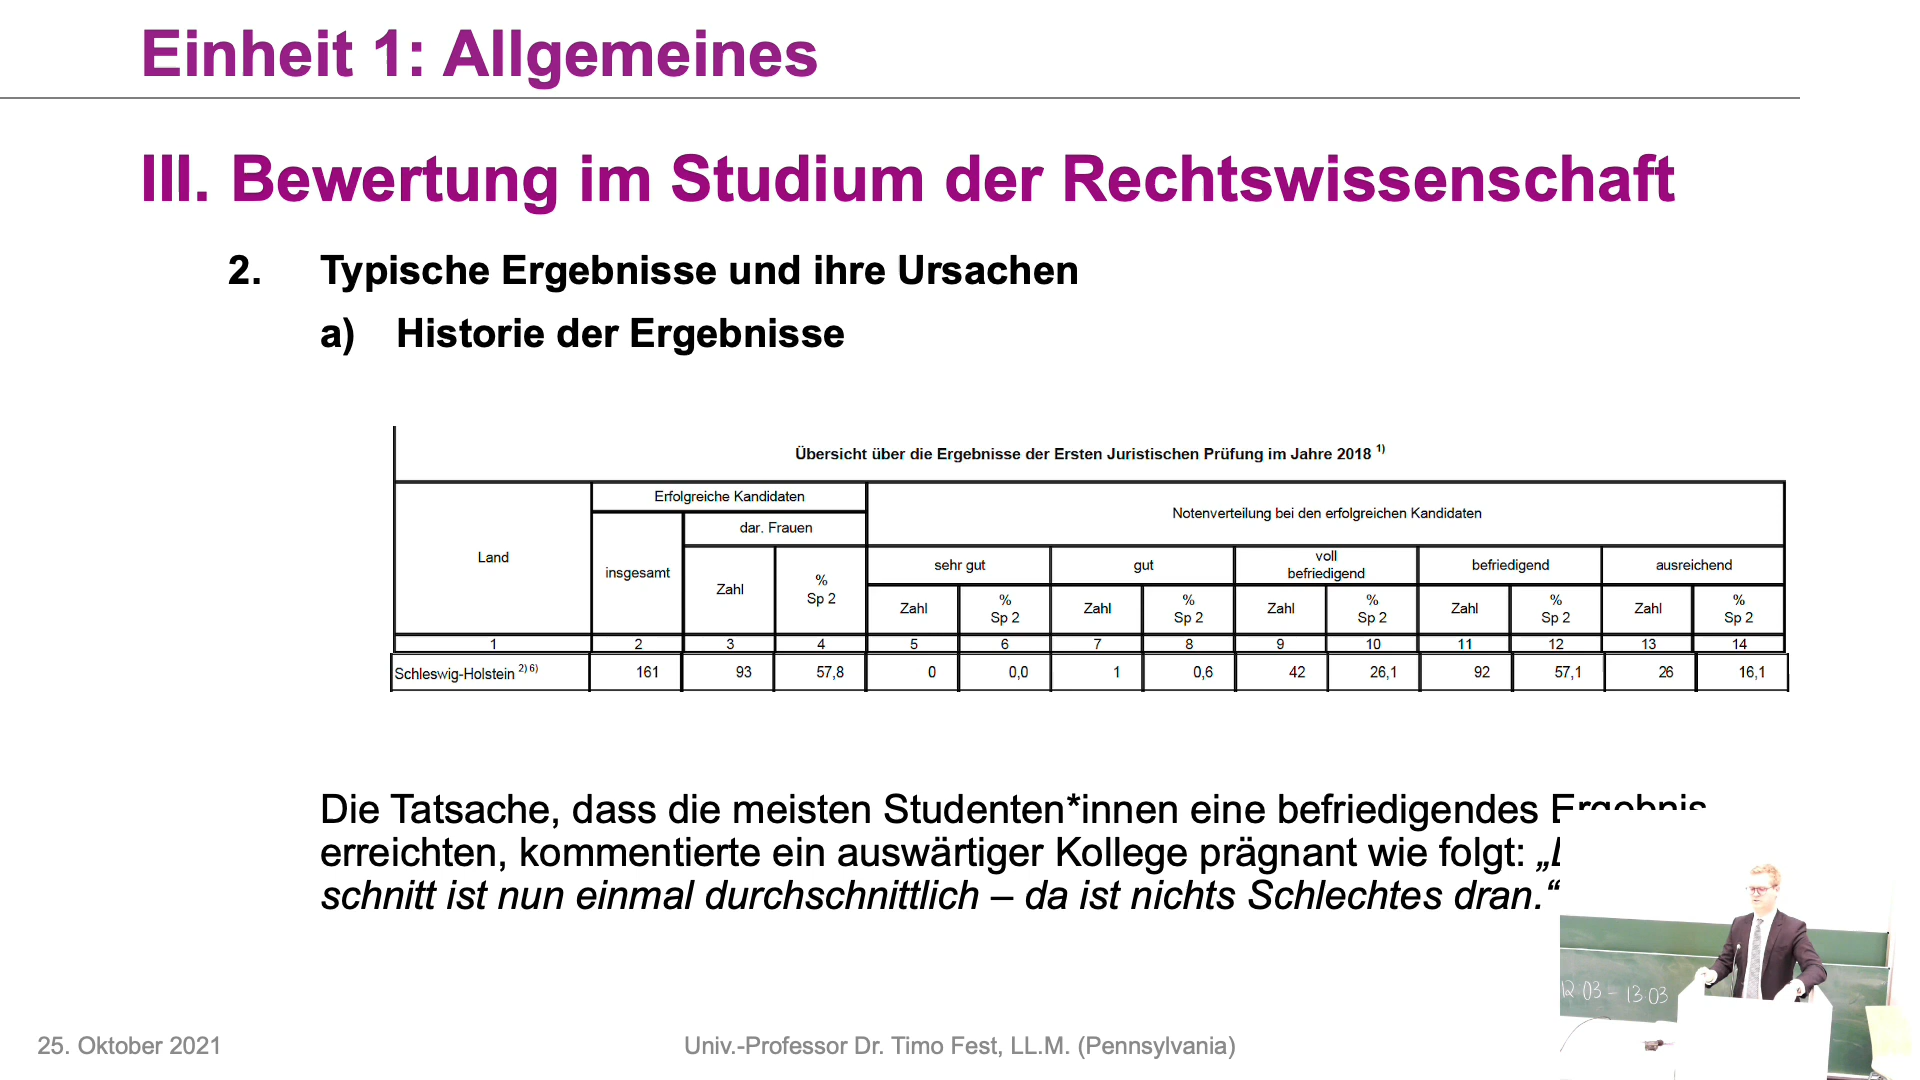 Einheit 1: Allgemeines
III. Bewertung im Studium der Rechtswissenschaft
2. Typische Ergebnisse und ihre Ursachen
a) Historie der Ergebnisse
Übersicht über die Ergebnisse der Ersten Juristischen Prüfung im Jahre 2018 1)
Land
Erfolgreiche Kandidaten
Notenverteilung bei den erfolgreichen Kandidaten
insgesamt
dar. Frauen
sehr gut
gut
voll
befriedigend
befriedigend
ausreichend
Zahl
%
Sp 2
Zahl
%
Sp 2
Zahl
%
Sp 2
Zahl
%
Sp 2
Zahl
%
Sp 2
Zahl
%
Sp 2
1 2 3 4 5 6 7 8 9 10 11 12 13 14
Schleswig-Holstein 2) 6) 161 93 57,8 0 0,0 1 0,6 42 26,1 92 57,1 26 16,1
Die Tatsache, dass die meisten Studenten*innen eine befriedigendes Ergebnis
erreichten, kommentierte ein auswärtiger Kollege prägnant wie folgt:
schnitt ist nun einmal durchschnittlich – da ist nichts Schlechtes dran.“
12 03 – 13 03
25. Oktober 2021
Univ.-Professor Dr. Timo Fest, LL.M. (Pennsylvania)